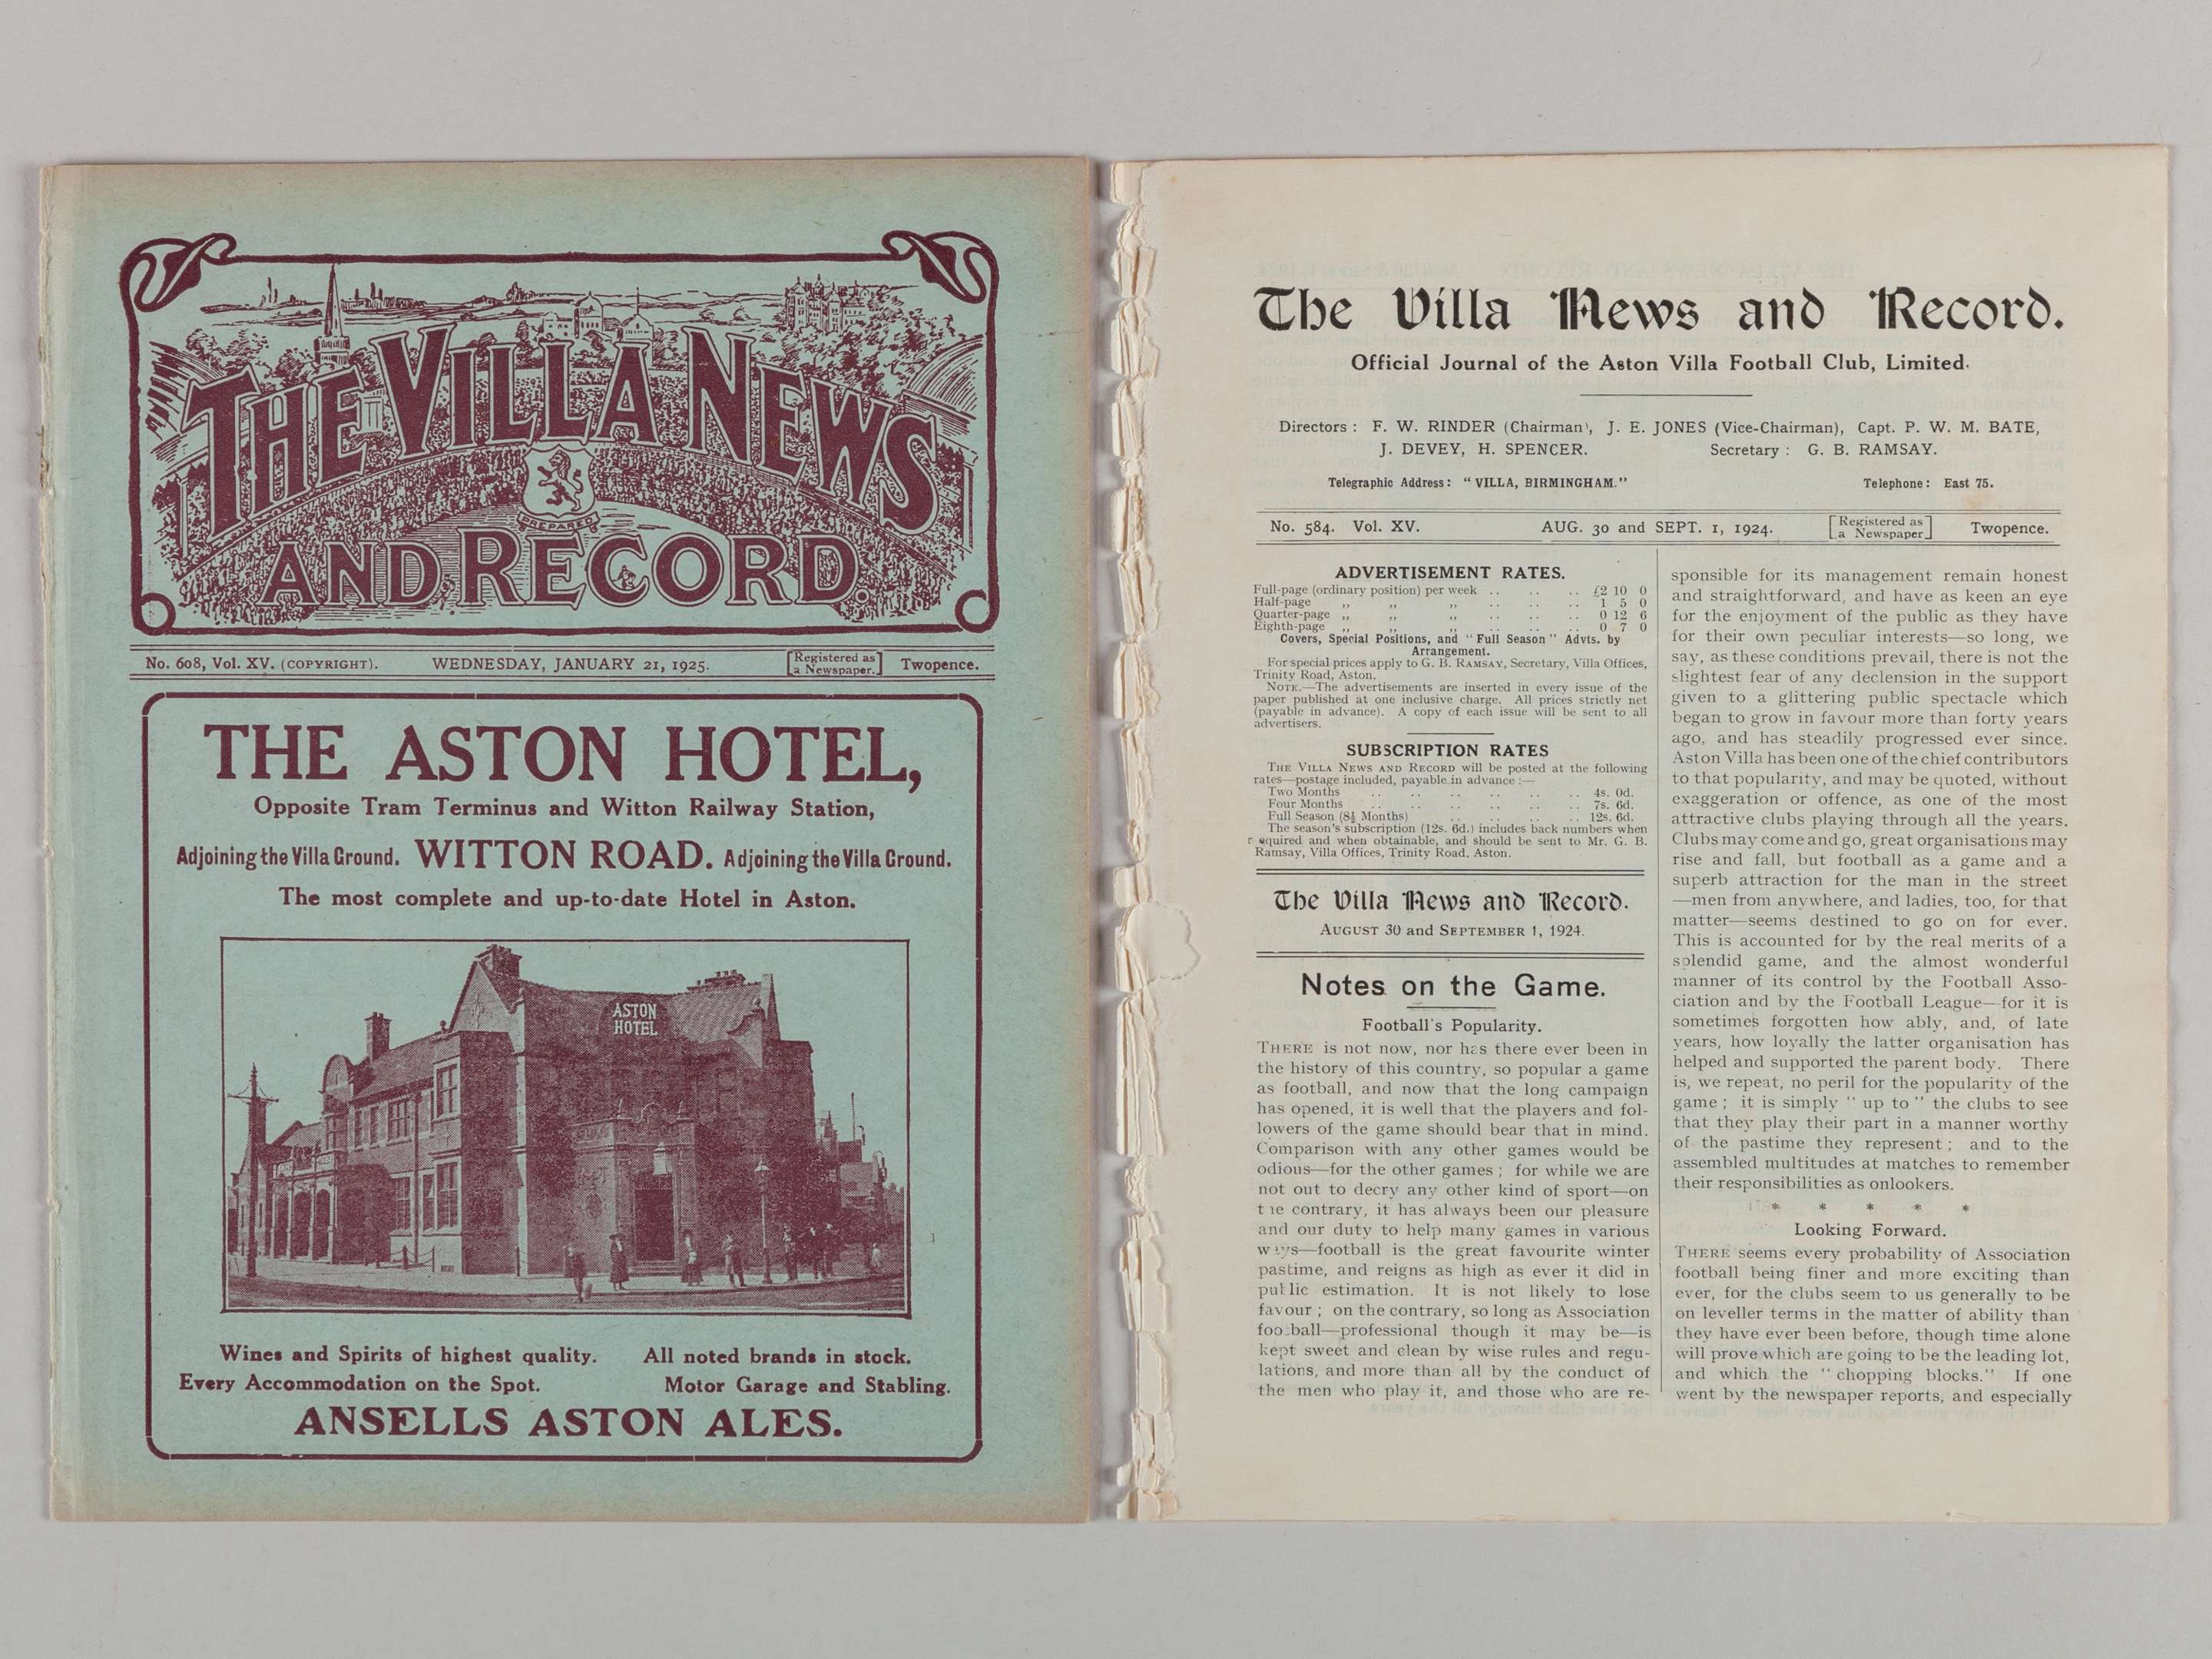 THE VILLA NEWS
PREPARED
AND RECORD.
No. 608, Vol. XV. (COPYRIGHT). WEDNESDAY, JANUARY 21, 1925. [Registered as a Newspaper.] Twopence.
THE ASTON HOTEL,
Opposite Tram Terminus and Witton Railway Station,
Adjoining the Villa Ground. WITTON ROAD. Adjoining the Villa Ground.
The most complete and up-to-date Hotel in Aston.
ASTON
HOTEL
Wines and Spirits of highest quality. All noted brands in stock.
Every Accommodation on the Spot. Motor Garage and Stabling.
ANSELLS ASTON ALES.
The Villa News and Record.
Official Journal of the Aston Villa Football Club, Limited.
Directors : F. W. RINDER (Chairman), J. E. JONES (Vice-Chairman), Capt. P. W. M. BATE,
J. DEVEY, H. SPENCER. Secretary : G. B. RAMSAY.
Telegraphic Address : "VILLA, BIRMINGHAM." Telephone : East 75.
No. 584. Vol. XV. AUG. 30 and SEPT. 1, 1924. [Registered as a Newspaper] Twopence.
ADVERTISEMENT RATES.
Full-page (ordinary position) per week .. .. .. £2 10 0
Half-page ,, ,, ,, .. .. .. 1 5 0
Quarter-page ,, ,, ,, .. .. .. 0 12 6
Eighth-page ,, ,, ,, .. .. .. 0 7 0
Covers, Special Positions, and "Full Season" Advts. by
Arrangement.
For special prices apply to G. B. RAMSAY, Secretary, Villa Offices,
Trinity Road, Aston.
NOTE.—The advertisements are inserted in every issue of the
paper published at one inclusive charge. All prices strictly net
(payable in advance). A copy of each issue will be sent to all
advertisers.
SUBSCRIPTION RATES
THE VILLA NEWS AND RECORD will be posted at the following
rates—postage included, payable in advance :—
Two Months .. .. .. .. .. .. 4s. 0d.
Four Months .. .. .. .. .. .. 7s. 6d.
Full Season (8½ Months) .. .. .. .. 12s. 6d.
The season's subscription (12s. 6d.) includes back numbers when
required and when obtainable, and should be sent to Mr. G. B.
Ramsay, Villa Offices, Trinity Road, Aston.
The Villa News and Record.
AUGUST 30 and SEPTEMBER 1, 1924.
Notes on the Game.
Football's Popularity.
THERE is not now, nor has there ever been in
the history of this country, so popular a game
as football, and now that the long campaign
has opened, it is well that the players and fol-
lowers of the game should bear that in mind.
Comparison with any other games would be
odious—for the other games ; for while we are
not out to decry any other kind of sport—on
the contrary, it has always been our pleasure
and our duty to help many games in various
ways—football is the great favourite winter
pastime, and reigns as high as ever it did in
public estimation. It is not likely to lose
favour ; on the contrary, so long as Association
football—professional though it may be—is
kept sweet and clean by wise rules and regu-
lations, and more than all by the conduct of
the men who play it, and those who are re-
sponsible for its management remain honest
and straightforward, and have as keen an eye
for the enjoyment of the public as they have
for their own peculiar interests—so long, we
say, as these conditions prevail, there is not the
slightest fear of any declension in the support
given to a glittering public spectacle which
began to grow in favour more than forty years
ago, and has steadily progressed ever since.
Aston Villa has been one of the chief contributors
to that popularity, and may be quoted, without
exaggeration or offence, as one of the most
attractive clubs playing through all the years.
Clubs may come and go, great organisations may
rise and fall, but football as a game and a
superb attraction for the man in the street
—men from anywhere, and ladies, too, for that
matter—seems destined to go on for ever.
This is accounted for by the real merits of a
splendid game, and the almost wonderful
manner of its control by the Football Asso-
ciation and by the Football League—for it is
sometimes forgotten how ably, and, of late
years, how loyally the latter organisation has
helped and supported the parent body. There
is, we repeat, no peril for the popularity of the
game ; it is simply "up to" the clubs to see
that they play their part in a manner worthy
of the pastime they represent ; and to the
assembled multitudes at matches to remember
their responsibilities as onlookers.
* * * * *
Looking Forward.
THERE seems every probability of Association
football being finer and more exciting than
ever, for the clubs seem to us generally to be
on leveller terms in the matter of ability than
they have ever been before, though time alone
will prove which are going to be the leading lot,
and which the "chopping blocks." If one
went by the newspaper reports, and especially